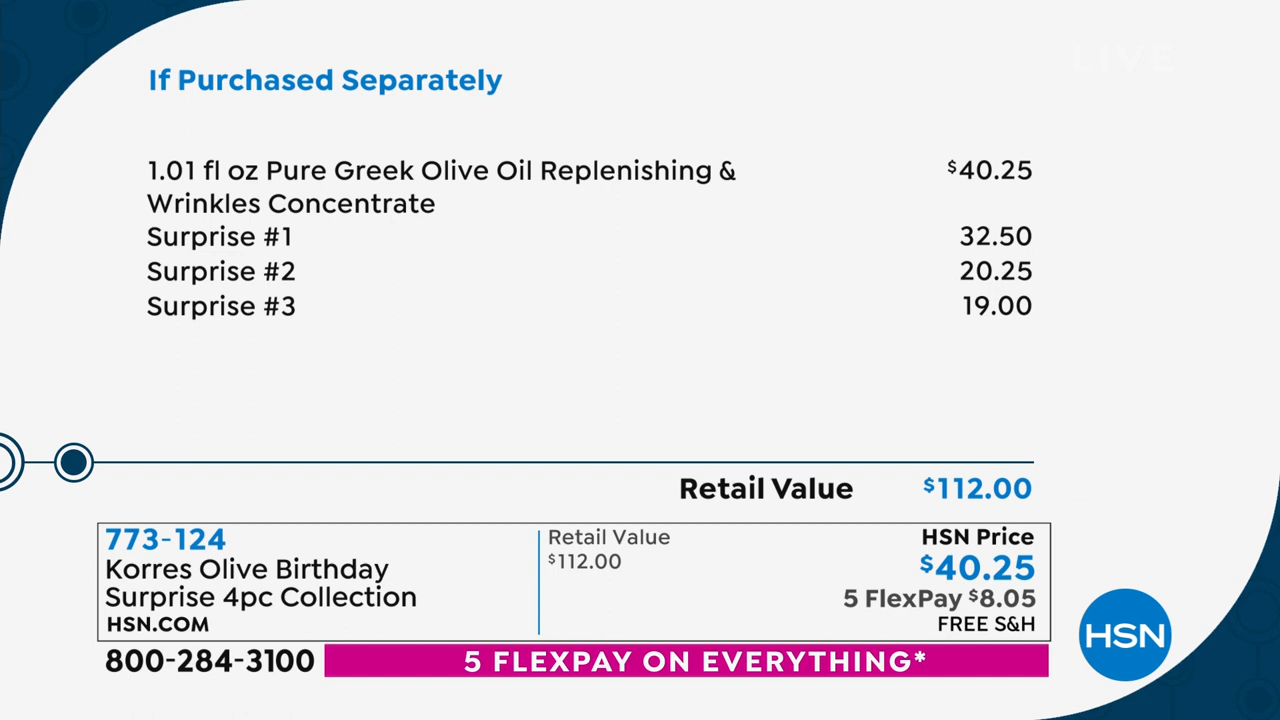 LIVE
If Purchased Separately
1.01 fl oz Pure Greek Olive Oil Replenishing & $40.25
Wrinkles Concentrate
Surprise #1 32.50
Surprise #2 20.25
Surprise #3 19.00
Retail Value $112.00
773-124
Korres Olive Birthday
Surprise 4pc Collection
HSN.COM
Retail Value
$112.00
HSN Price
$40.25
5 FlexPay $8.05
FREE S&H
HSN
800-284-3100
5 FLEXPAY ON EVERYTHING*